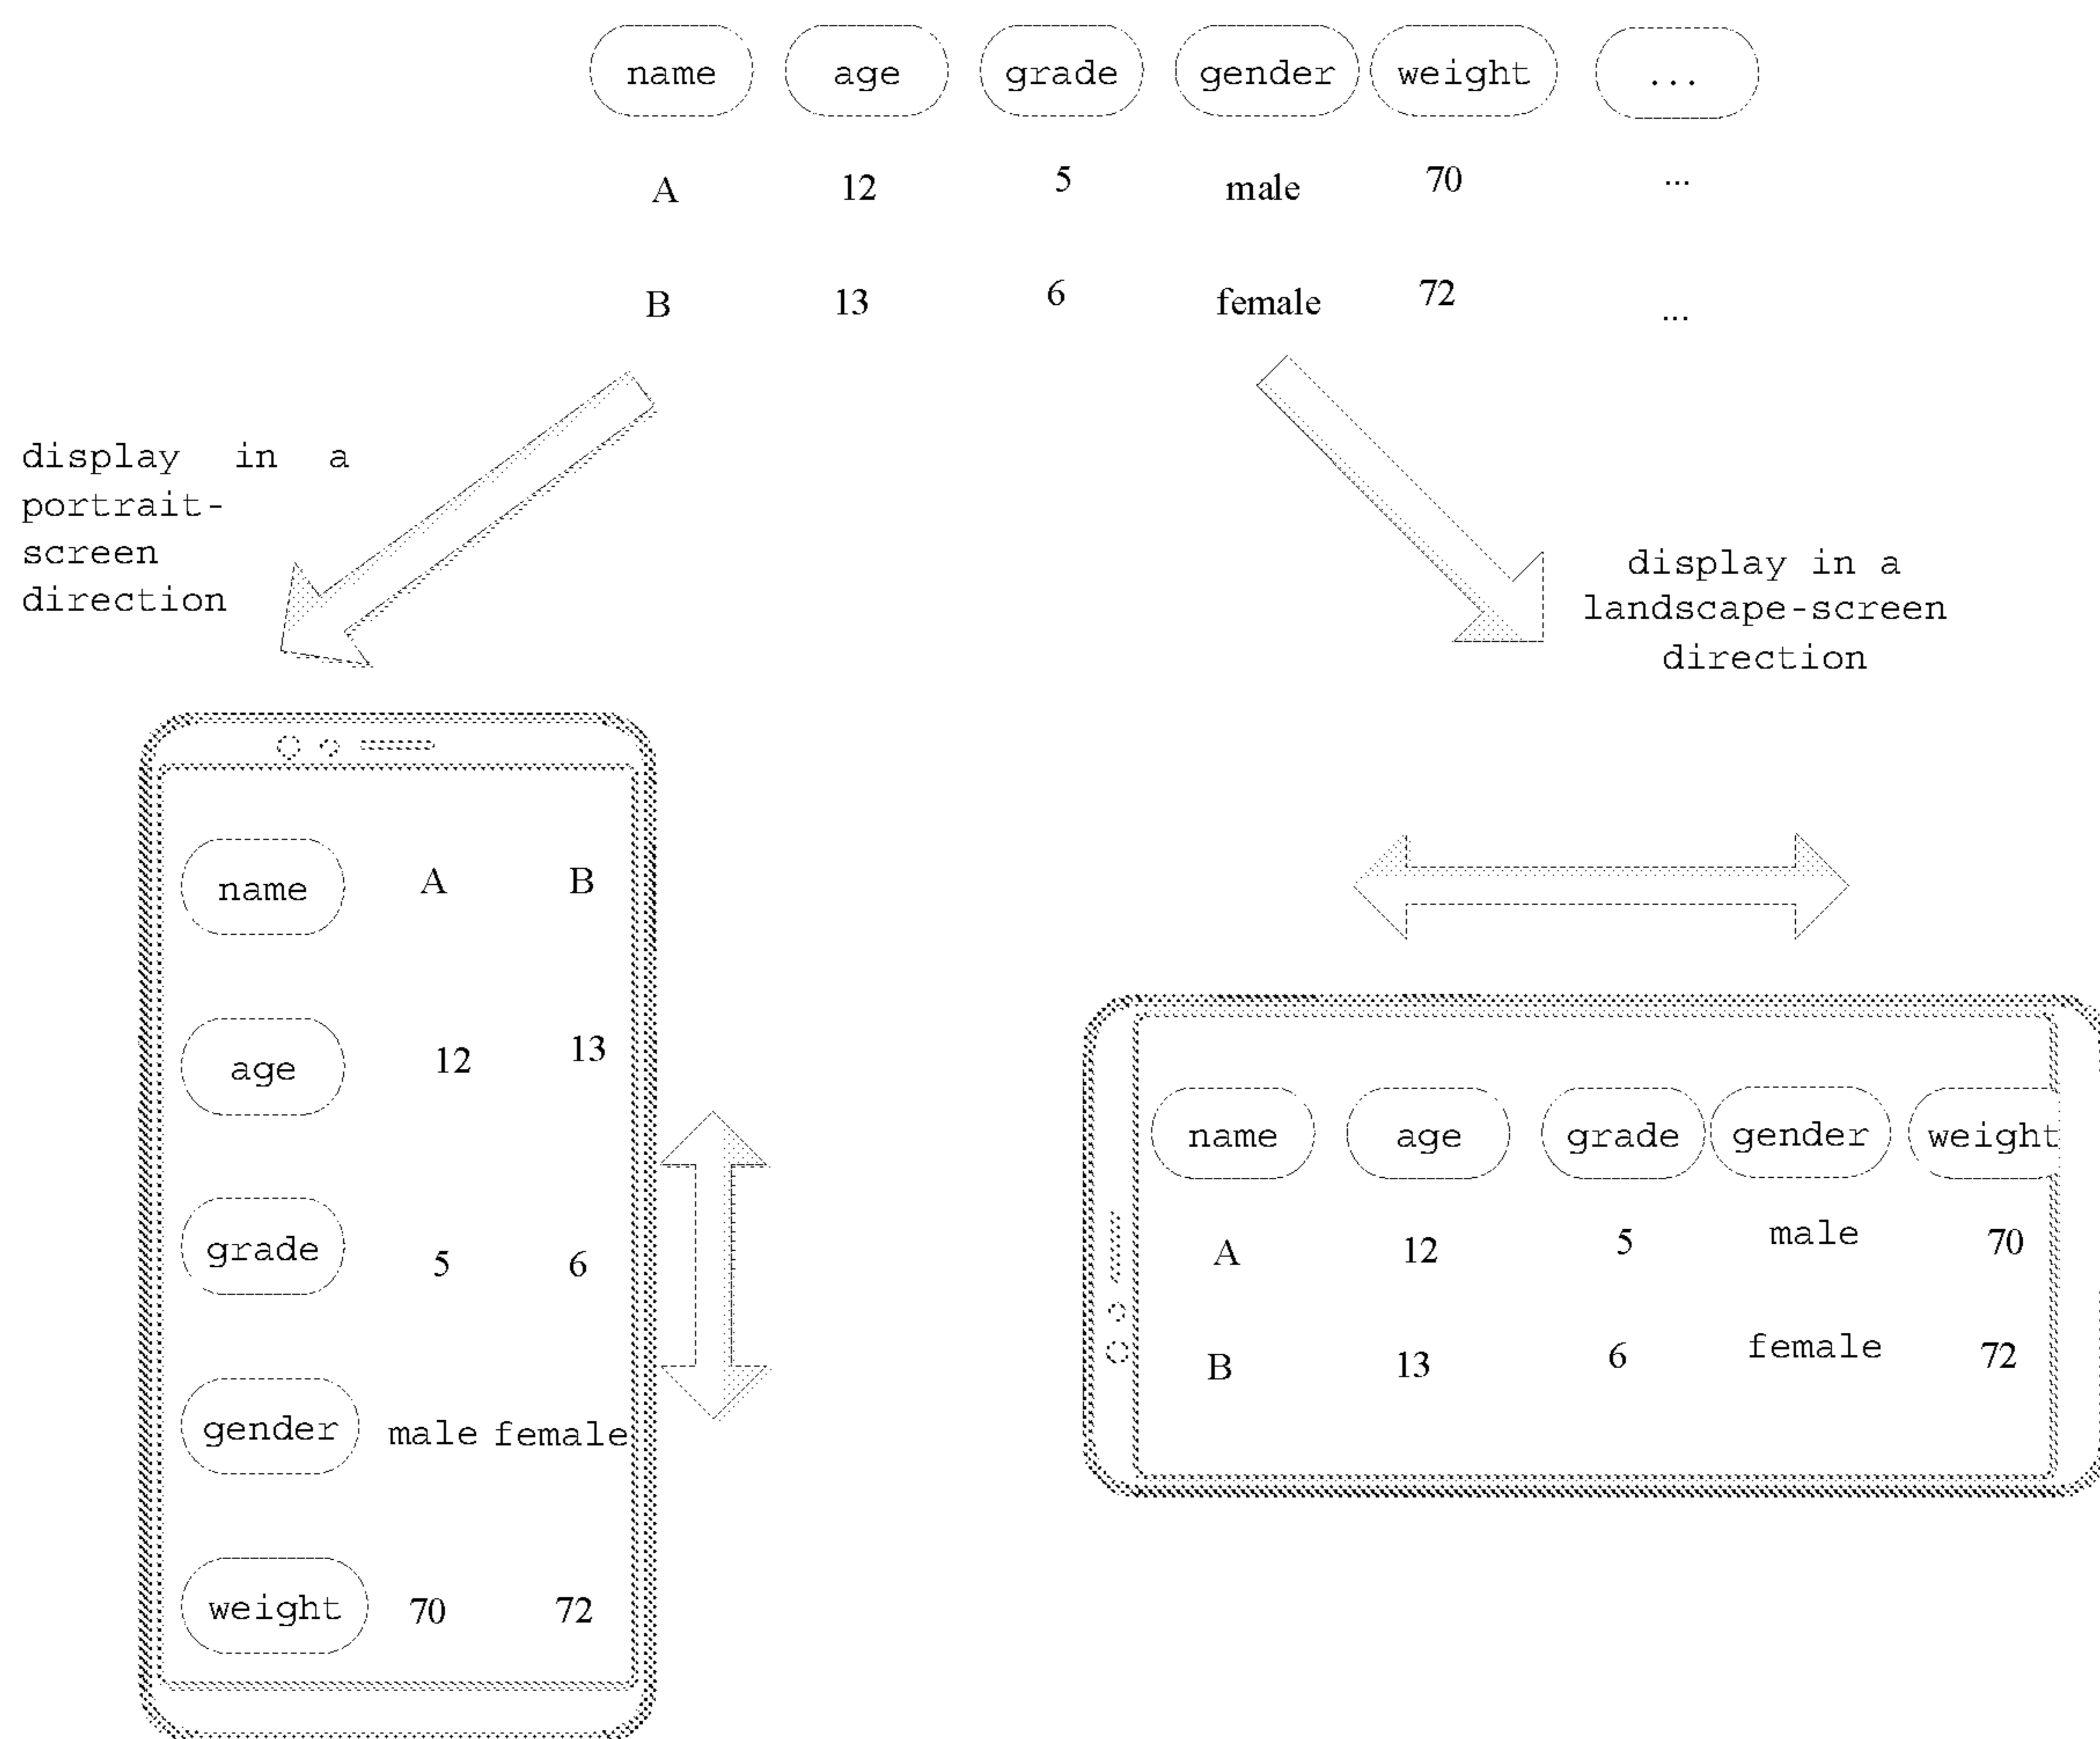 name age grade gender weight ...
A 12 5 male 70 ...
B 13 6 female 72 ...
display in a
portrait-
screen
direction
display in a
landscape-screen
direction
name A B
age 12 13
grade 5 6
gender male female
weight 70 72
name age grade gender weight
A 12 5 male 70
B 13 6 female 72